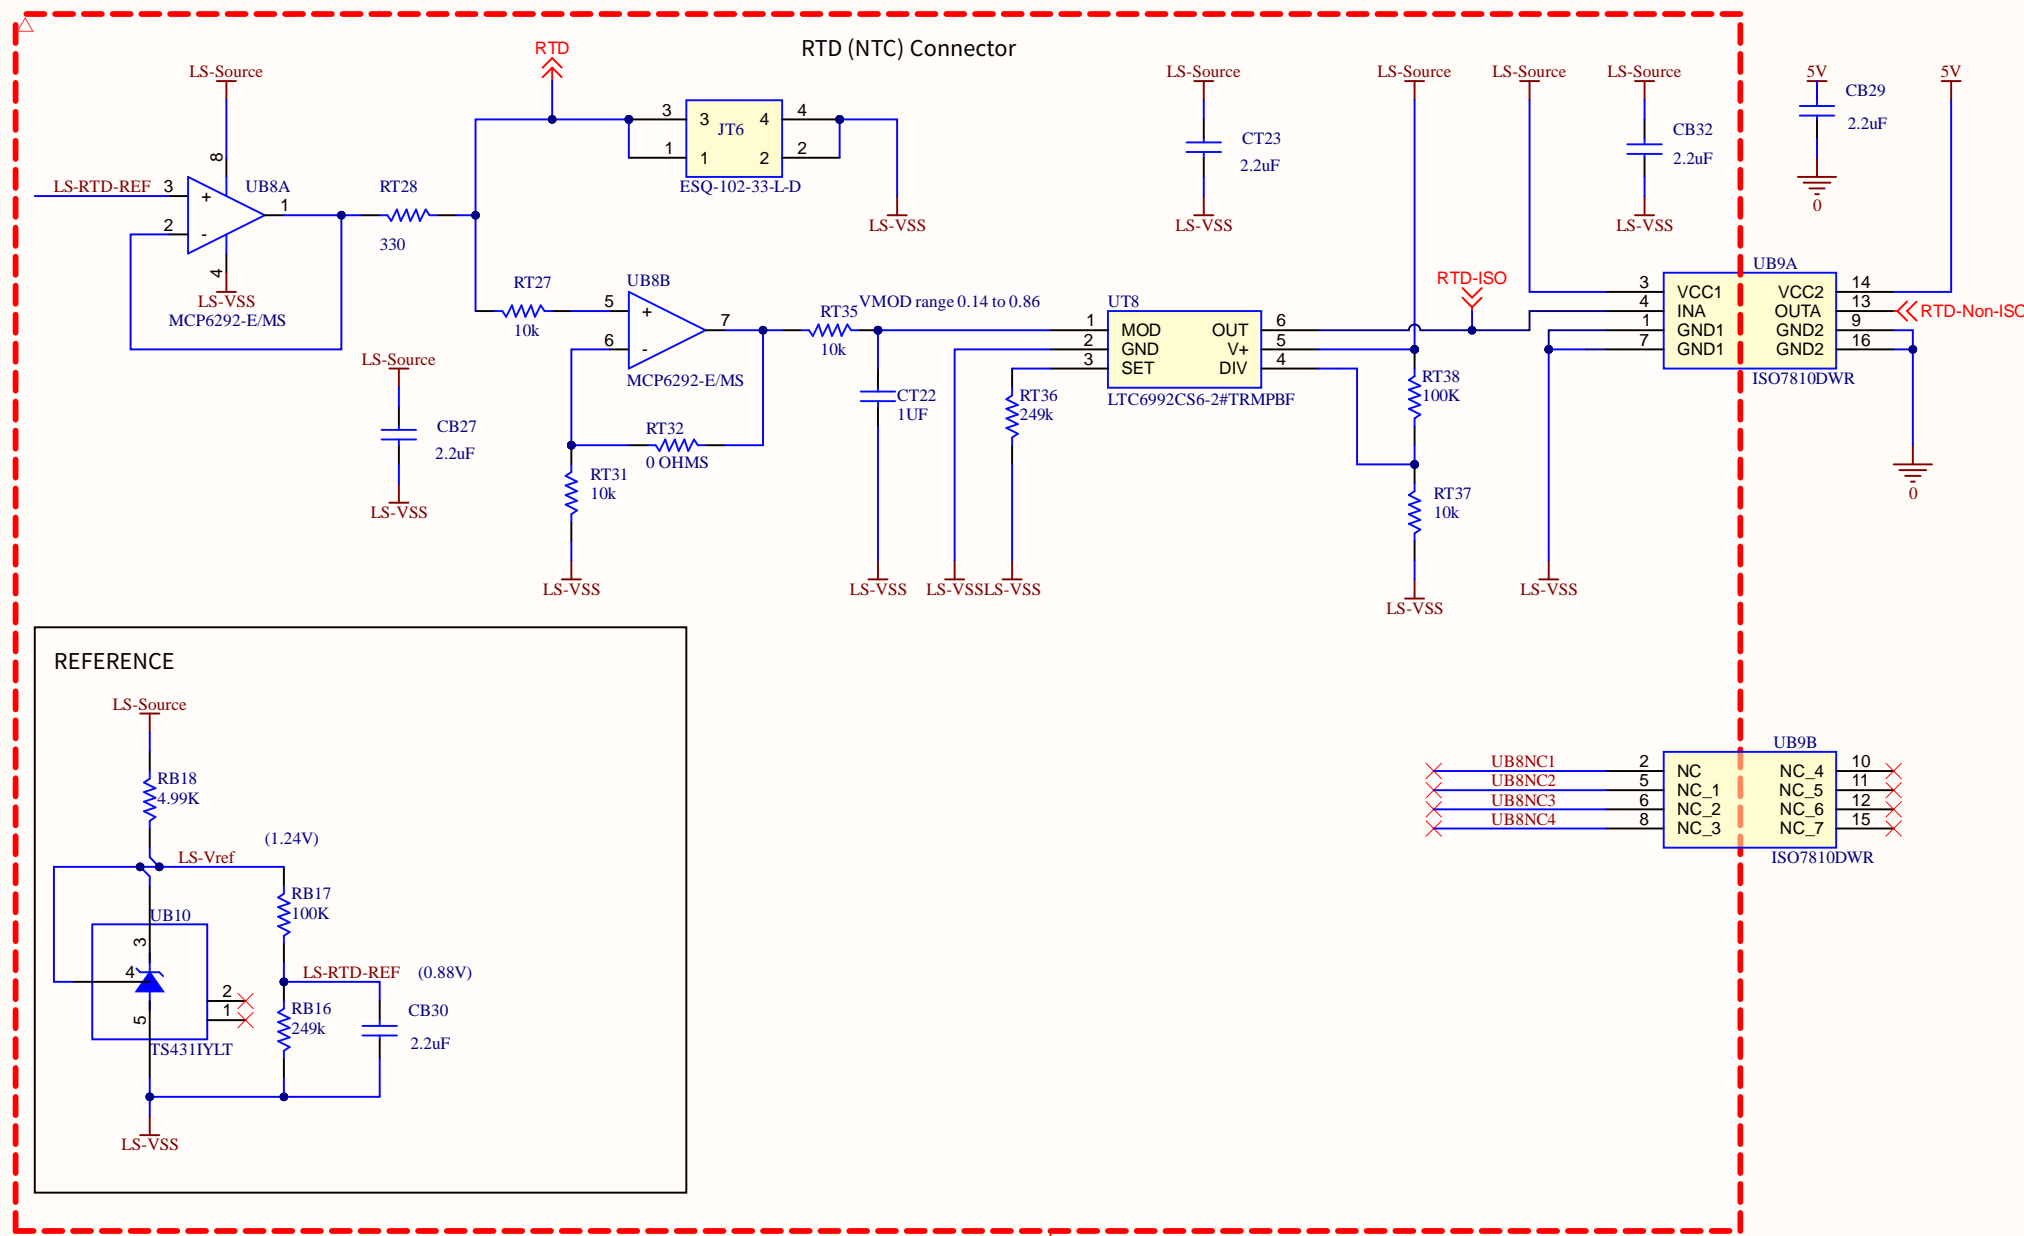 RTD (NTC) Connector
RTD
LS-Source
LS-RTD-REF
3
2
8
4
+
-
1
UB8A
LS-VSS
MCP6292-E/MS
RT28
330
3
1
3
1
JT6
4
2
4
2
ESQ-102-33-L-D
LS-VSS
LS-Source
CT23
2.2uF
LS-VSS
LS-Source
LS-Source
LS-Source
CB32
2.2uF
LS-VSS
5V
CB29
2.2uF
0
5V
LS-Source
CB27
2.2uF
LS-VSS
RT27
10k
UB8B
5
6
+
-
7
MCP6292-E/MS
RT32
0 OHMS
RT31
10k
LS-VSS
RT35
10k
VMOD range 0.14 to 0.86
CT22
1UF
LS-VSS
LS-VSS
LS-VSS
RT36
249k
UT8
1 MOD OUT 6
2 GND V+ 5
3 SET DIV 4
LTC6992CS6-2#TRMPBF
RT38
100K
RT37
10k
LS-VSS
RTD-ISO
LS-VSS
UB9A
3 VCC1 VCC2 14
4 INA OUTA 13
1 GND1 GND2 9
7 GND1 GND2 16
ISO7810DWR
RTD-Non-ISO
0
REFERENCE
LS-Source
RB18
4.99K
(1.24V)
LS-Vref
RB17
100K
UB10
3
4
5
2
1
TS431IYLT
LS-RTD-REF (0.88V)
RB16
249k
CB30
2.2uF
LS-VSS
UB9B
UB8NC1 2 NC NC_4 10
UB8NC2 5 NC_1 NC_5 11
UB8NC3 6 NC_2 NC_6 12
UB8NC4 8 NC_3 NC_7 15
ISO7810DWR